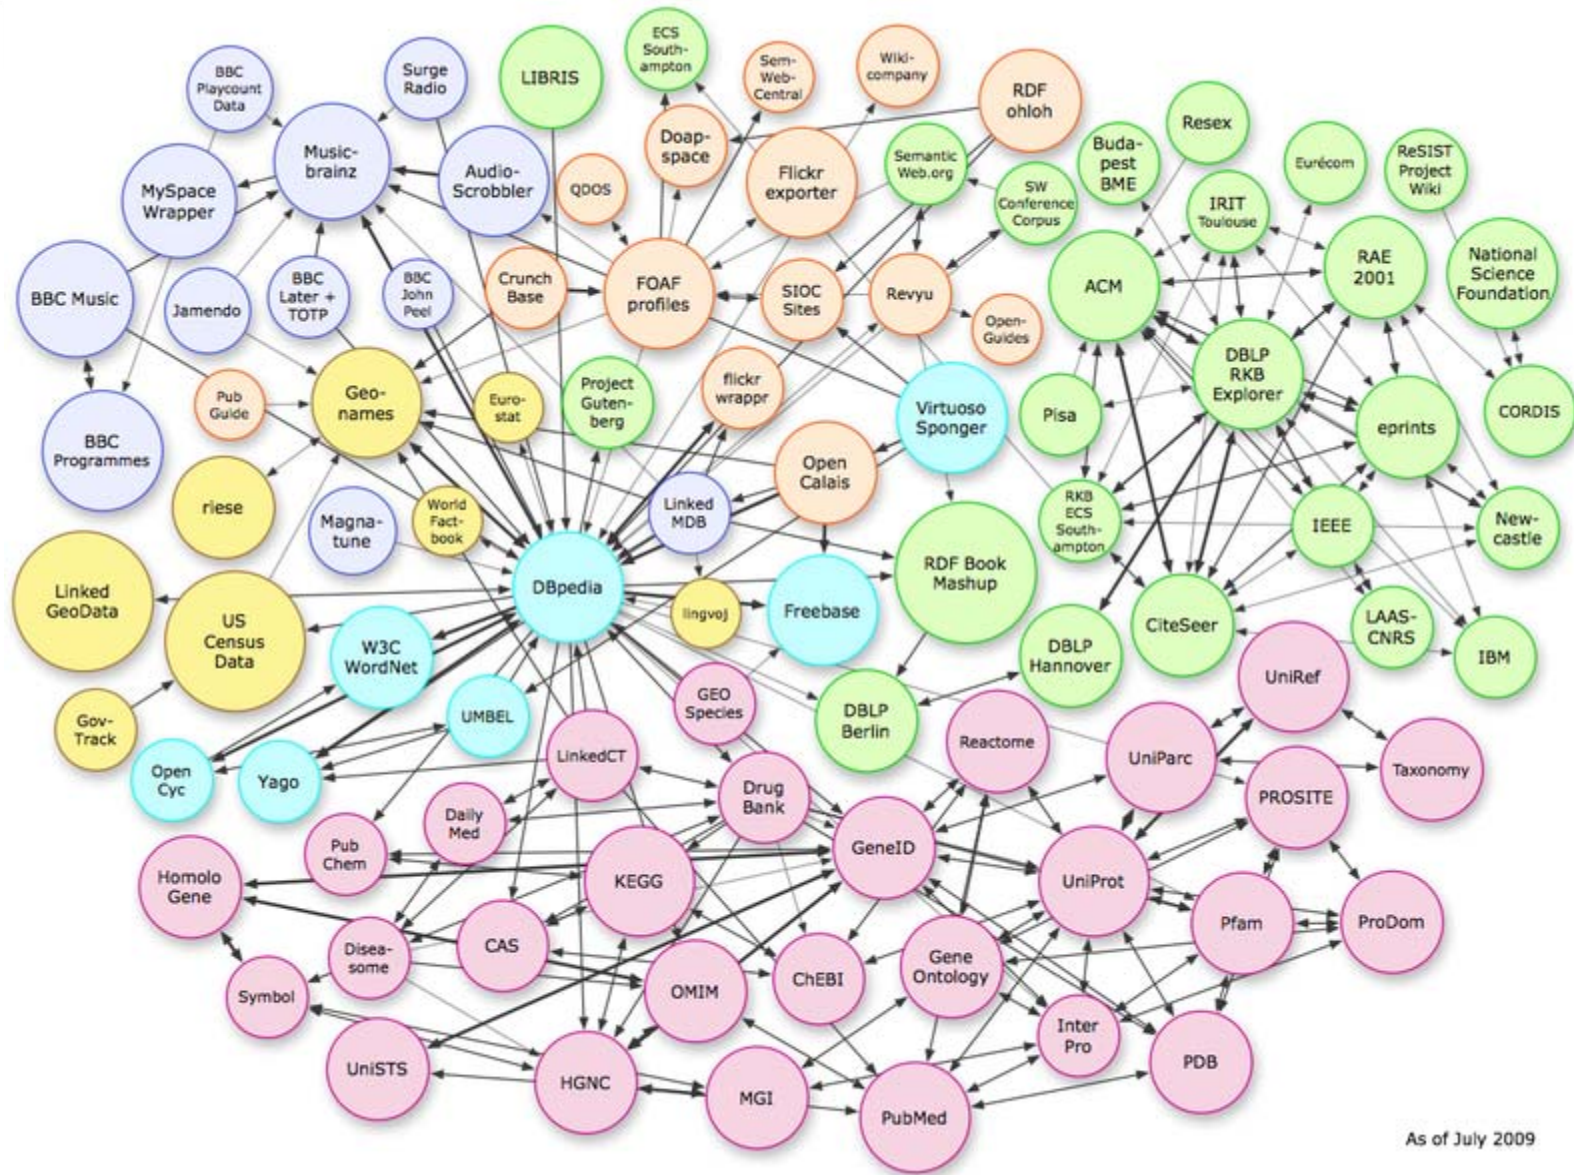 ECS
South-
ampton
Wiki-
company
BBC
Playcount
Data
Surge
Radio
LIBRIS
Sem-
Web-
Central
RDF
ohloh
Music-
brainz
Doap-
space
Resex
MySpace
Wrapper
Audio-
Scrobbler
QDOS
Flickr
exporter
Semantic
Web.org
SW
Conference
Corpus
Buda-
pest
BME
Eurécom
ReSIST
Project
Wiki
IRIT
Toulouse
BBC Music
Jamendo
BBC
Later +
TOTP
BBC
John
Peel
Crunch
Base
FOAF
profiles
SIOC
Sites
Revyu
Open-
Guides
ACM
RAE
2001
National
Science
Foundation
Pub
Guide
Geo-
names
Euro-
stat
Project
Guten-
berg
flickr
wrappr
Virtuoso
Sponger
DBLP
RKB
Explorer
Pisa
eprints
CORDIS
BBC
Programmes
riese
Magna-
tune
World
Fact-
book
Linked
MDB
Open
Calais
RKB
ECS
South-
ampton
IEEE
New-
castle
Linked
GeoData
US
Census
Data
W3C
WordNet
DBpedia
lingvoj
Freebase
RDF Book
Mashup
DBLP
Hannover
CiteSeer
LAAS-
CNRS
IBM
Gov-
Track
UMBEL
GEO
Species
DBLP
Berlin
UniRef
Open
Cyc
Yago
LinkedCT
Reactome
UniParc
Taxonomy
Daily
Med
Drug
Bank
PROSITE
Homolo
Gene
Pub
Chem
KEGG
GeneID
UniProt
Pfam
ProDom
Symbol
Disea-
some
CAS
OMIM
ChEBI
Gene
Ontology
Inter
Pro
PDB
UniSTS
HGNC
MGI
PubMed
As of July 2009